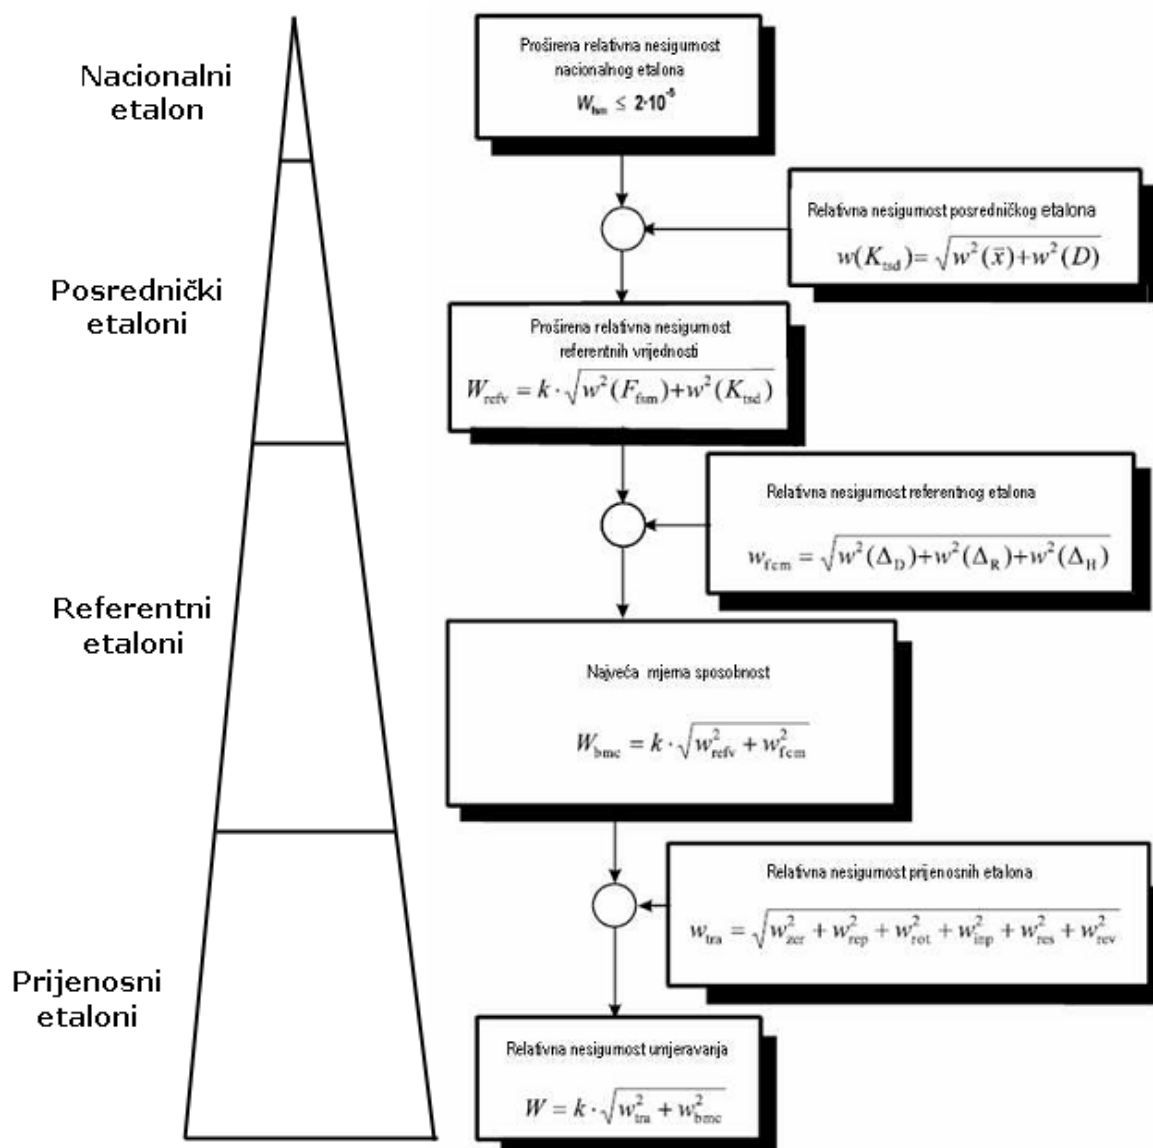 Nacionalni
etalon
Proširena relativna nesigurnost
nacionalnog etalona
W_fsm ≤ 2·10⁻⁵
Relativna nesigurnost posredničkog etalona
w(K_tsd)=√(w²(x̄)+w²(D))
Posrednički
etaloni
Proširena relativna nesigurnost
referentnih vrijednosti
W_refv = k·√(w²(F_fsm)+w²(K_tsd))
Relativna nesigurnost referentnog etalona
w_fcm = √(w²(Δ_D)+w²(Δ_R)+w²(Δ_H))
Referentni
etaloni
Najveća mjerna sposobnost
W_bmc = k·√(w²_refv + w²_fcm)
Relativna nesigurnost prijenosnih etalona
w_tra = √(w²_zer + w²_rep + w²_rot + w²_inp + w²_res + w²_rev)
Prijenosni
etaloni
Relativna nesigurnost umjeravanja
W = k·√(w²_tra + w²_bmc)